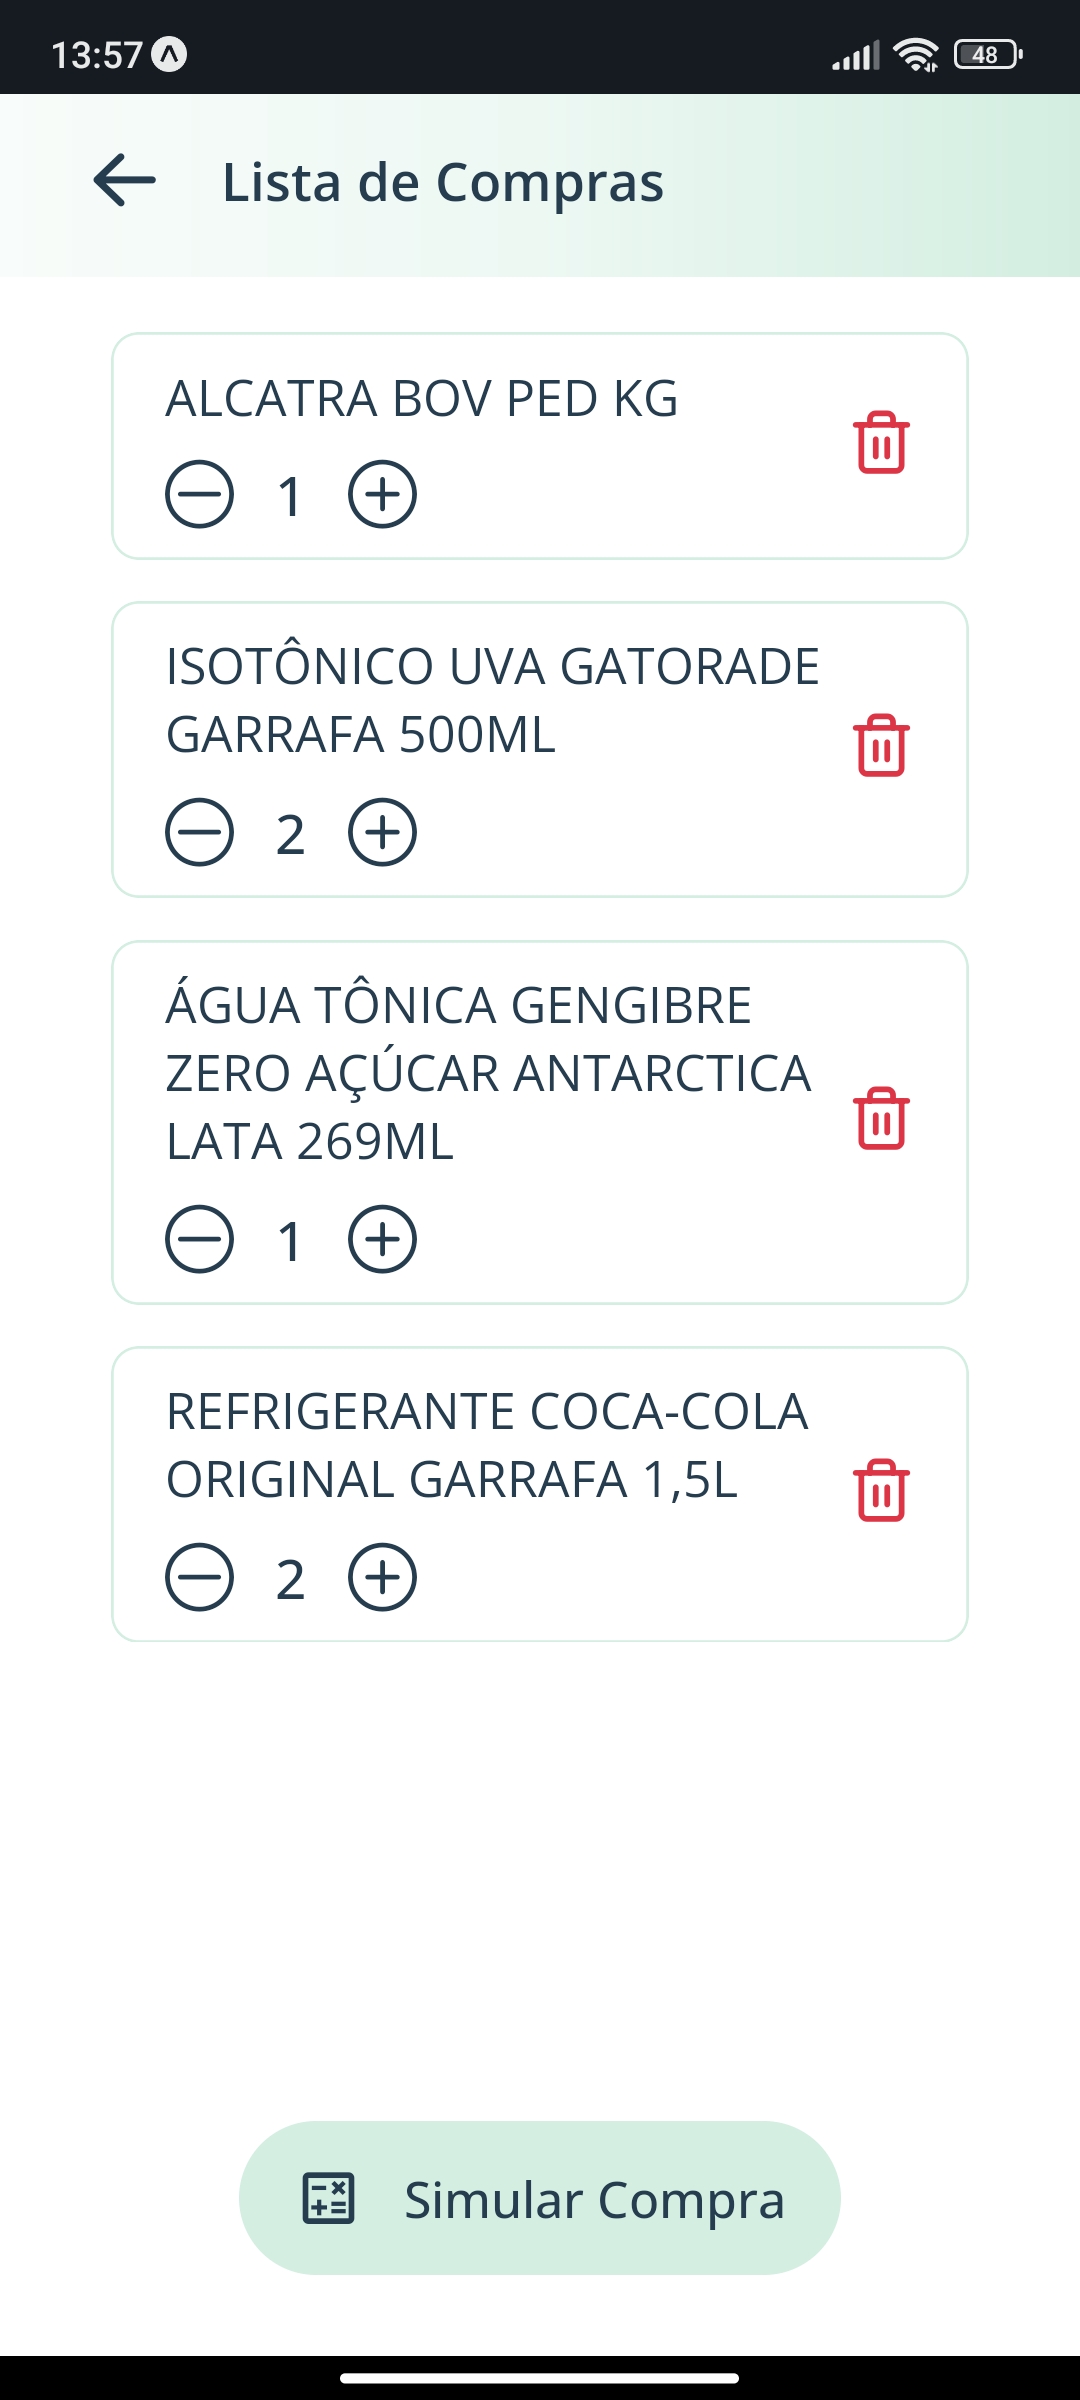 13:57
48
Lista de Compras
ALCATRA BOV PED KG
1
ISOTÔNICO UVA GATORADE
GARRAFA 500ML
2
ÁGUA TÔNICA GENGIBRE
ZERO AÇÚCAR ANTARCTICA
LATA 269ML
1
REFRIGERANTE COCA-COLA
ORIGINAL GARRAFA 1,5L
2
Simular Compra